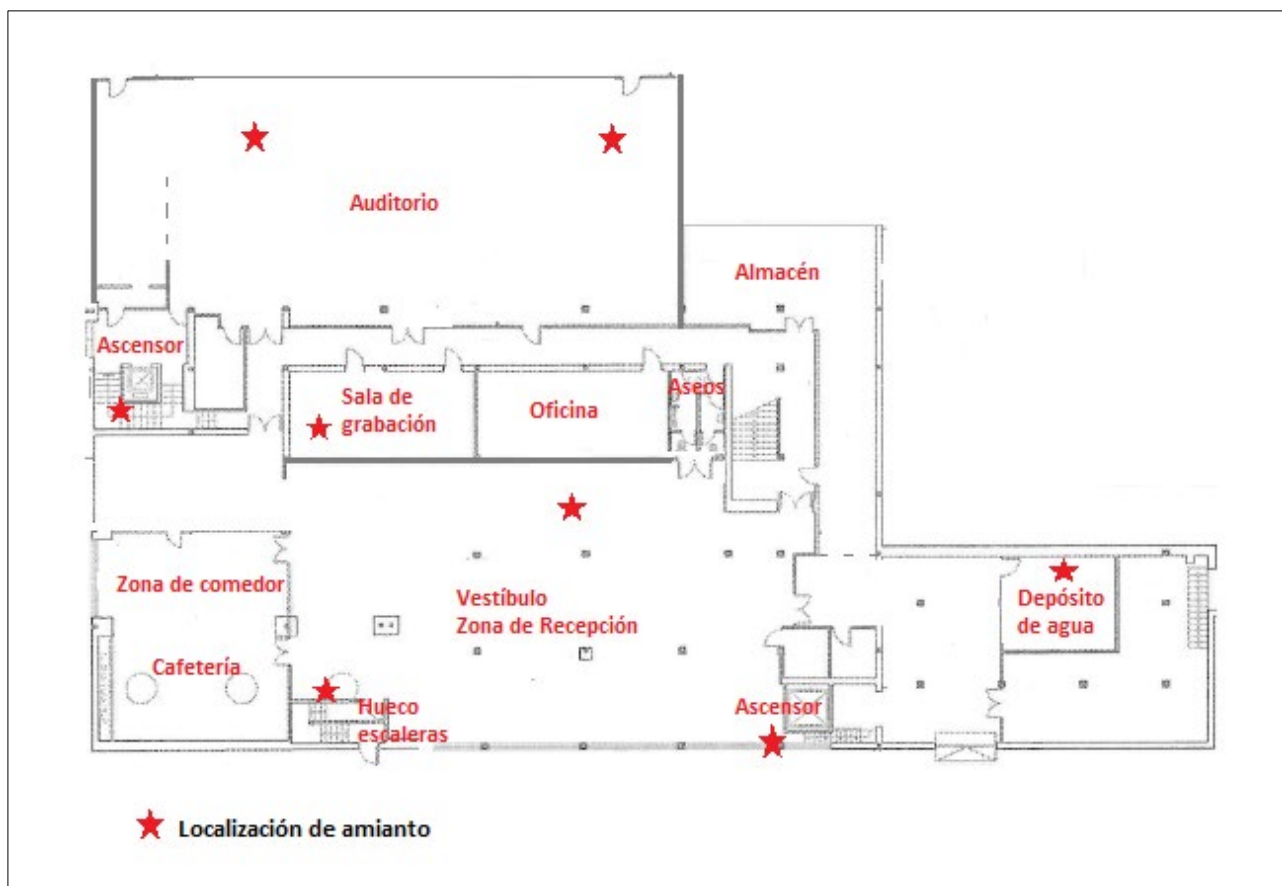 Auditorio
Almacén
Ascensor
Sala de
grabación
Oficina
Aseos
Zona de comedor
Vestíbulo
Zona de Recepción
Depósito
de agua
Cafetería
Hueco
escaleras
Ascensor
Localización de amianto